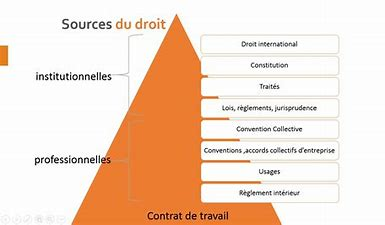 Sources du droit
institutionnelles
Droit international
Constitution
Traités
Lois, règlements, jurisprudence
professionnelles
Convention Collective
Conventions ,accords collectifs d'entreprise
Usages
Règlement intérieur
Contrat de travail